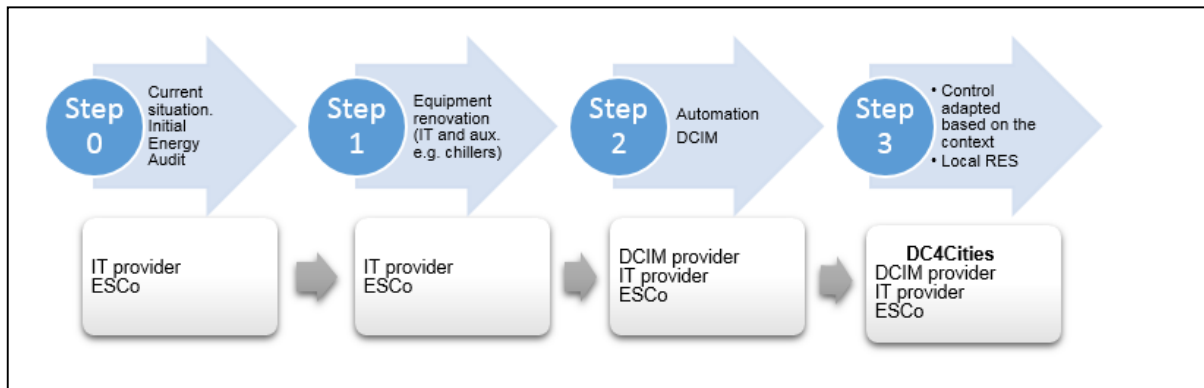 Step
0
Current
situation.
Initial
Energy
Audit
Step
1
Equipment
renovation
(IT and aux.
e.g. chillers)
Step
2
Automation
DCIM
Step
3
• Control
adapted
based on the
context
• Local RES
IT provider
ESCo
IT provider
ESCo
DCIM provider
IT provider
ESCo
DC4Cities
DCIM provider
IT provider
ESCo